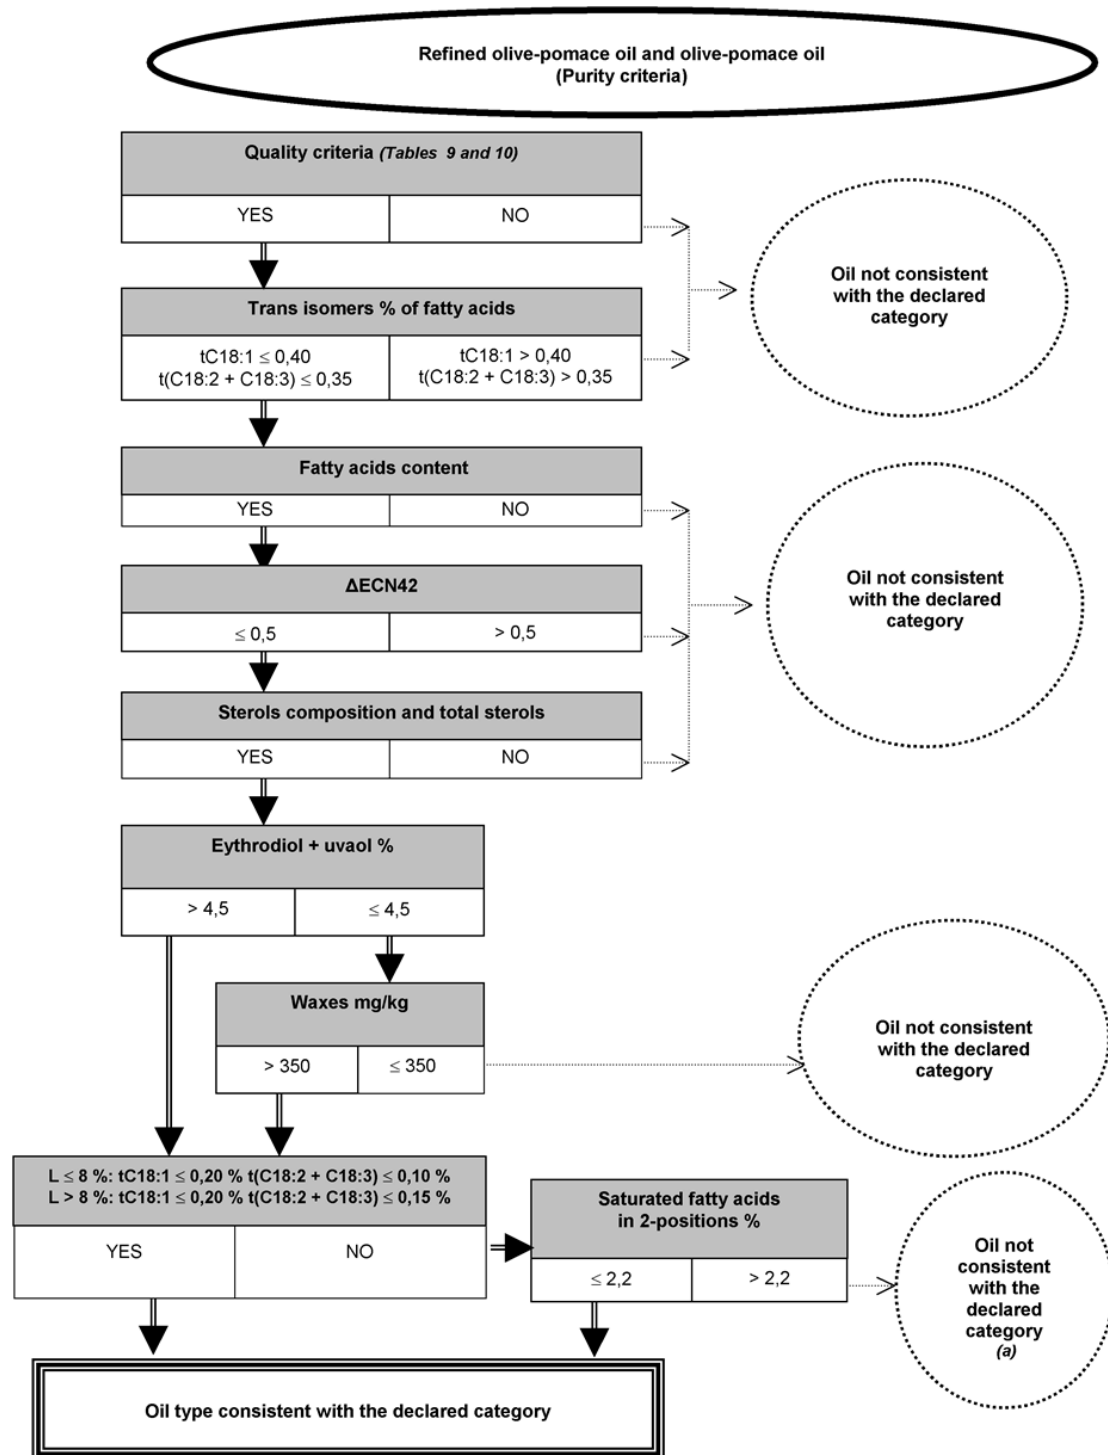 Refined olive-pomace oil and olive-pomace oil
(Purity criteria)
Quality criteria (Tables 9 and 10)
YES
NO
Oil not consistent
with the declared
category
Trans isomers % of fatty acids
tC18:1 ≤ 0,40
t(C18:2 + C18:3) ≤ 0,35
tC18:1 > 0,40
t(C18:2 + C18:3) > 0,35
Fatty acids content
YES
NO
ΔECN42
≤ 0,5
> 0,5
Oil not consistent
with the declared
category
Sterols composition and total sterols
YES
NO
Eythrodiol + uvaol %
> 4,5
≤ 4,5
Waxes mg/kg
> 350
≤ 350
Oil not consistent
with the declared
category
L ≤ 8 %: tC18:1 ≤ 0,20 % t(C18:2 + C18:3) ≤ 0,10 %
L > 8 %: tC18:1 ≤ 0,20 % t(C18:2 + C18:3) ≤ 0,15 %
YES
NO
Saturated fatty acids
in 2-positions %
≤ 2,2
> 2,2
Oil not
consistent
with the
declared
category
(a)
Oil type consistent with the declared category